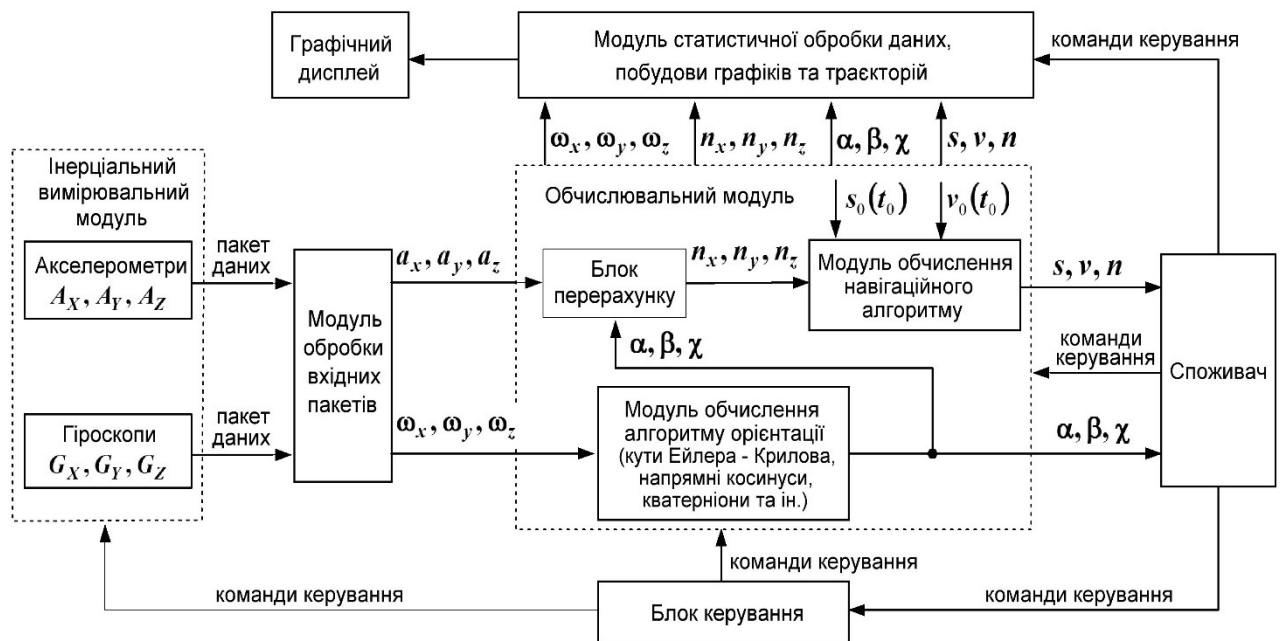 Графічний
дисплей
Модуль статистичної обробки даних,
побудови графіків та траєкторій
команди керування
ωx, ωy, ωz
nx, ny, nz
α, β, χ
s, v, n
Інерціальний
вимірювальний
модуль
Обчислювальний модуль
s0(t0)
v0(t0)
Акселерометри
AX, AY, AZ
пакет
даних
Модуль
обробки
вхідних
пакетів
ax, ay, az
Блок
перерахунку
nx, ny, nz
Модуль обчислення
навігаційного
алгоритму
s, v, n
команди
керування
Споживач
α, β, χ
Гіроскопи
GX, GY, GZ
пакет
даних
ωx, ωy, ωz
Модуль обчислення
алгоритму орієнтації
(кути Ейлера - Крилова,
напрямні косинуси,
кватерніони та ін.)
α, β, χ
команди керування
команди керування
Блок керування
команди керування